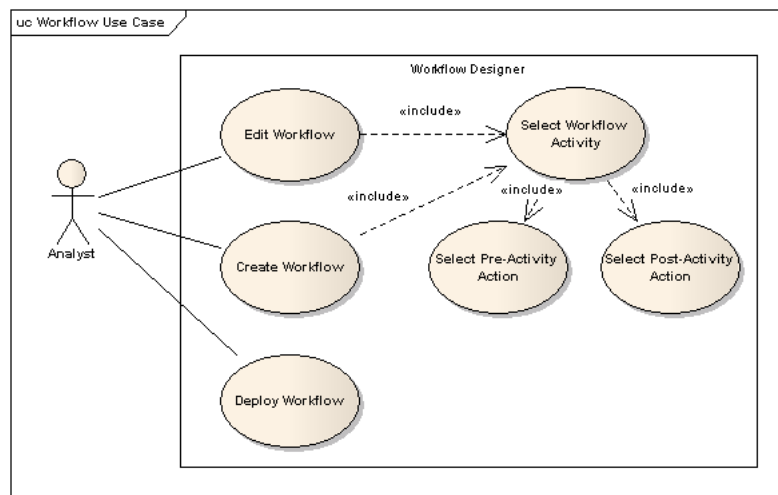 uc Workflow Use Case
Workflow Designer
Edit Workflow
«include»
Select Workflow
Activity
«include»
«include»
«include»
Analyst
Create Workflow
Select Pre-Activity
Action
Select Post-Activity
Action
Deploy Workflow